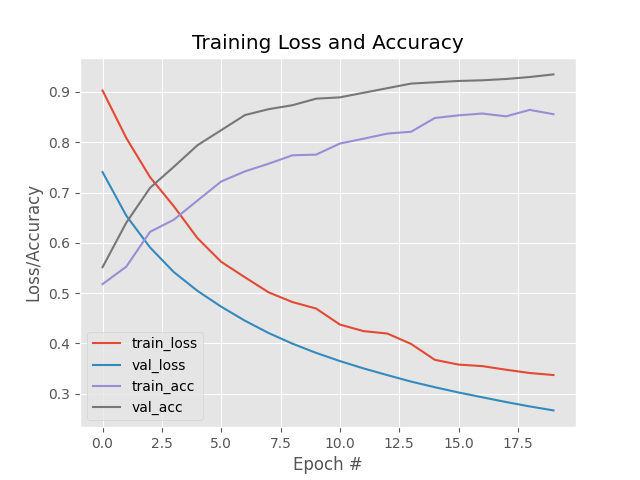 Training Loss and Accuracy
Loss/Accuracy
0.9
0.8
0.7
0.6
0.5
0.4
0.3
train_loss
val_loss
train_acc
val_acc
0.0 2.5 5.0 7.5 10.0 12.5 15.0 17.5
Epoch #